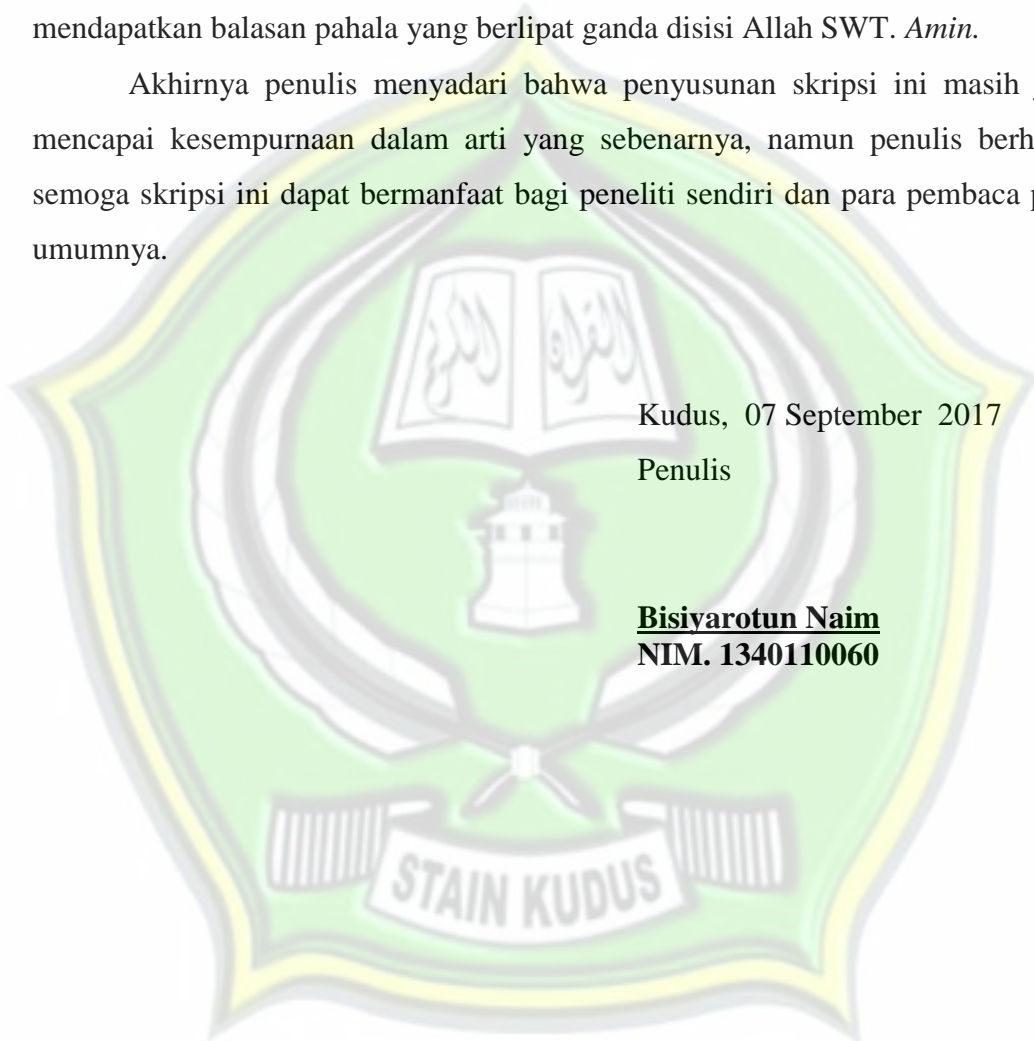 mendapatkan balasan pahala yang berlipat ganda disisi Allah SWT. Amin.
Akhirnya penulis menyadari bahwa penyusunan skripsi ini masih
mencapai kesempurnaan dalam arti yang sebenarnya, namun penulis berh
semoga skripsi ini dapat bermanfaat bagi peneliti sendiri dan para pembaca p
umumnya.
Kudus, 07 September 2017
Penulis
Bisiyarotun Naim
NIM. 1340110060
STAIN KUDUS